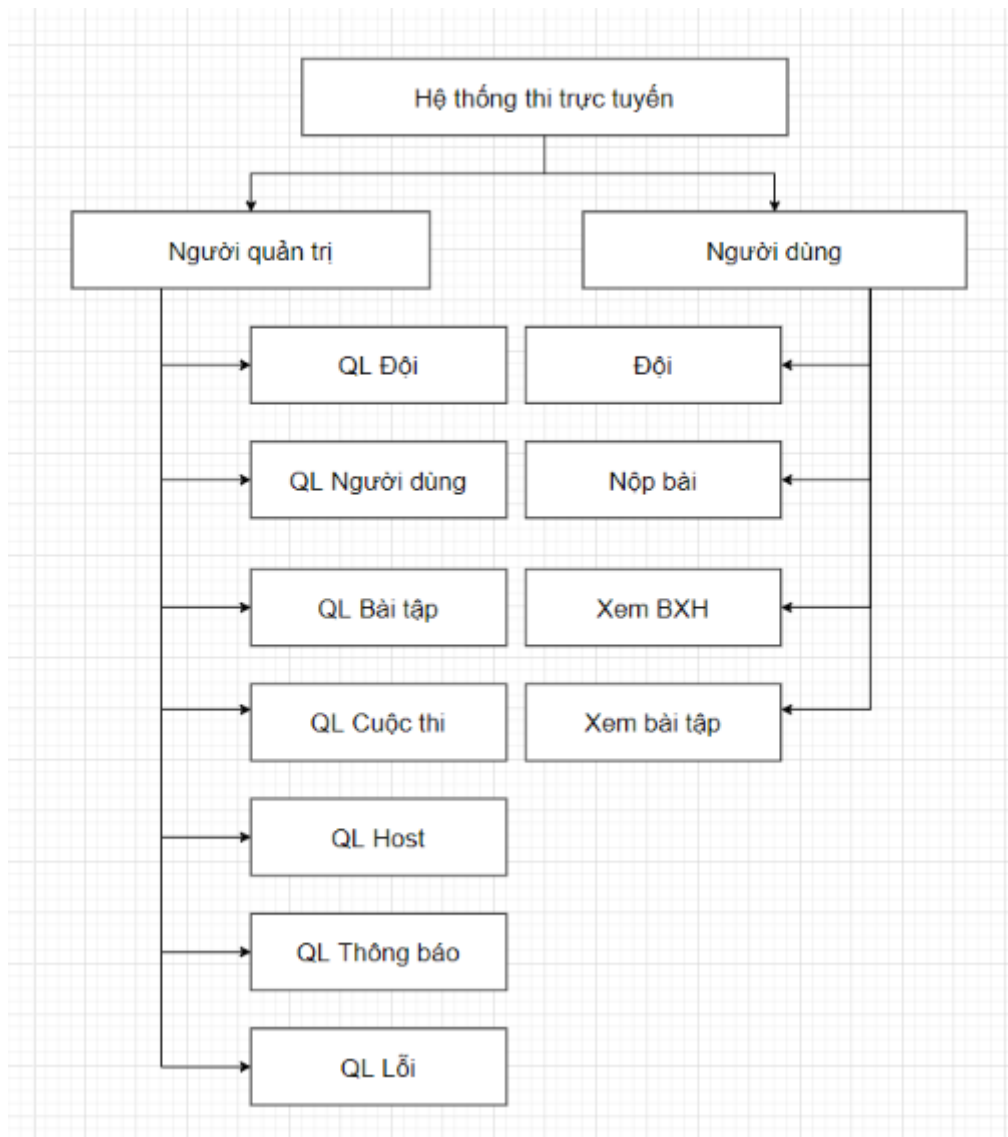 Hệ thống thi trực tuyến
Người quản trị
Người dùng
QL Đội
Đội
QL Người dùng
Nộp bài
QL Bài tập
Xem BXH
QL Cuộc thi
Xem bài tập
QL Host
QL Thông báo
QL Lỗi